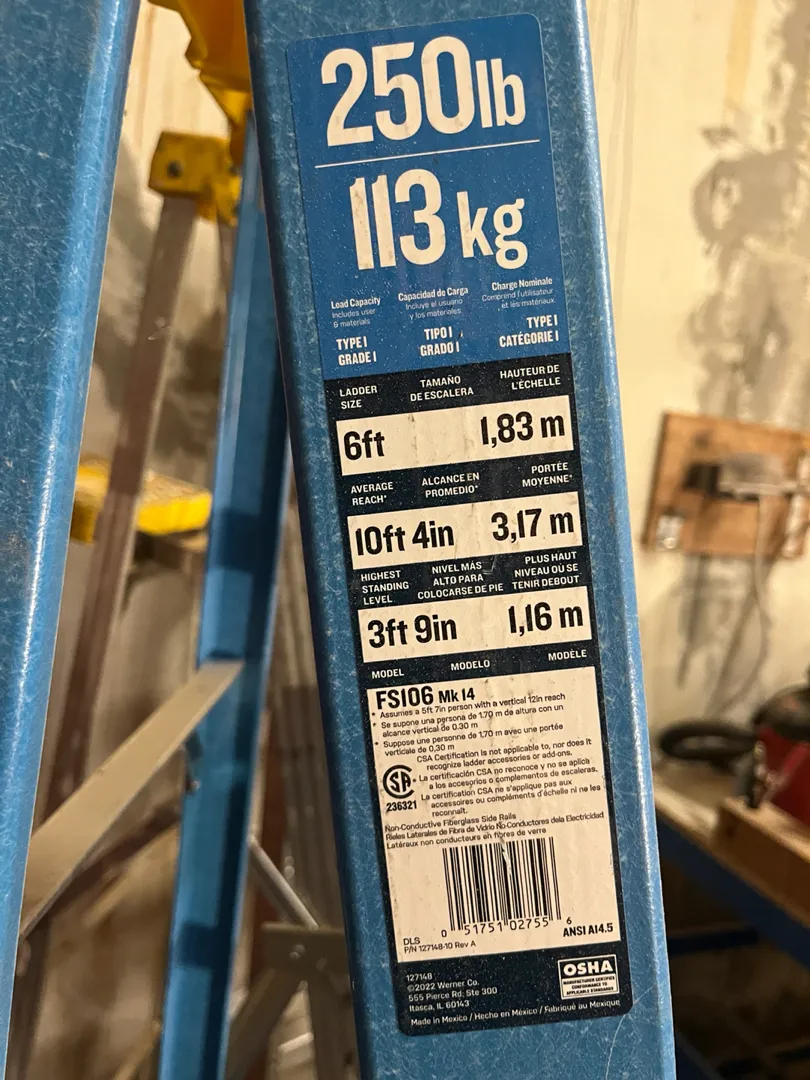 250lb
113 kg
Load Capacity Capacidad de Carga Charge Nominale
Includes user Incluye el usuario Comprend l'utilisateur
& materials y los materiales et les matériaux
TYPE I TIPO I TYPE I
GRADE I GRADO I CATÉGORIE I
LADDER TAMAÑO HAUTEUR DE
SIZE DE ESCALERA L'ÉCHELLE
6ft 1,83 m
AVERAGE ALCANCE EN PORTÉE
REACH* PROMEDIO* MOYENNE*
10ft 4in 3,17 m
HIGHEST NIVEL MÁS PLUS HAUT
STANDING ALTO PARA NIVEAU OÙ SE
LEVEL COLOCARSE DE PIE TENIR DEBOUT
3ft 9in 1,16 m
MODEL MODELO MODÈLE
FS106 Mk 14
* Assumes a 5ft 7in person with a vertical 12in reach
* Se supone una persona de 1.70 m de altura con un
alcance vertical de 0.30 m
* Suppose une personne de 1,70 m avec une portée
verticale de 0,30 m
CSA Certification is not applicable to, nor does it
recognize ladder accessories or add-ons.
La certificación CSA no reconoce y no se aplica
a los accesorios o complementos de escaleras.
La certification CSA ne s'applique pas aux
accessoires ou compléments d'échelle ni ne les
reconnaît.
236321
Non-Conductive Fiberglass Side Rails
Rieles Laterales de Fibra de Vidrio No-Conductores dela Electricidad
Latéraux non conducteurs en fibres de verre
0 51751 02755 6
DLS
P/N 127148-10 Rev A
ANSI A14.5
127148
©2022 Werner Co.
555 Pierce Rd. Ste 300
Itasca, IL 60143
OSHA
MANUFACTURER CERTIFIES
CONFORMANCE TO
APPLICABLE STANDARDS
Made in Mexico / Hecho en México / Fabriqué au Mexique